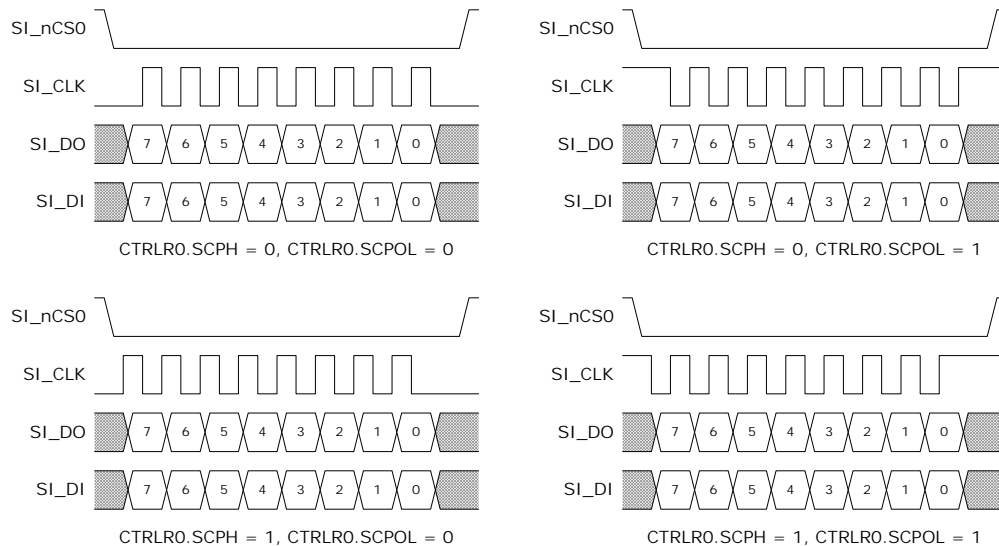 SI_nCS0
SI_CLK
SI_DO 7 6 5 4 3 2 1 0
SI_DI 7 6 5 4 3 2 1 0
CTRLR0.SCPH = 0, CTRLR0.SCPOL = 0
SI_nCS0
SI_CLK
SI_DO 7 6 5 4 3 2 1 0
SI_DI 7 6 5 4 3 2 1 0
CTRLR0.SCPH = 0, CTRLR0.SCPOL = 1
SI_nCS0
SI_CLK
SI_DO 7 6 5 4 3 2 1 0
SI_DI 7 6 5 4 3 2 1 0
CTRLR0.SCPH = 1, CTRLR0.SCPOL = 0
SI_nCS0
SI_CLK
SI_DO 7 6 5 4 3 2 1 0
SI_DI 7 6 5 4 3 2 1 0
CTRLR0.SCPH = 1, CTRLR0.SCPOL = 1